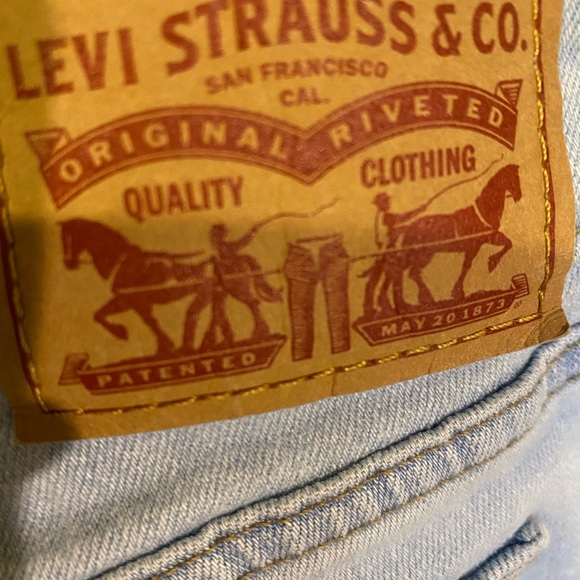 LEVI STRAUSS & CO.
SAN FRANCISCO
CAL.
ORIGINAL RIVETED
QUALITY CLOTHING
PATENTED MAY 20 1873